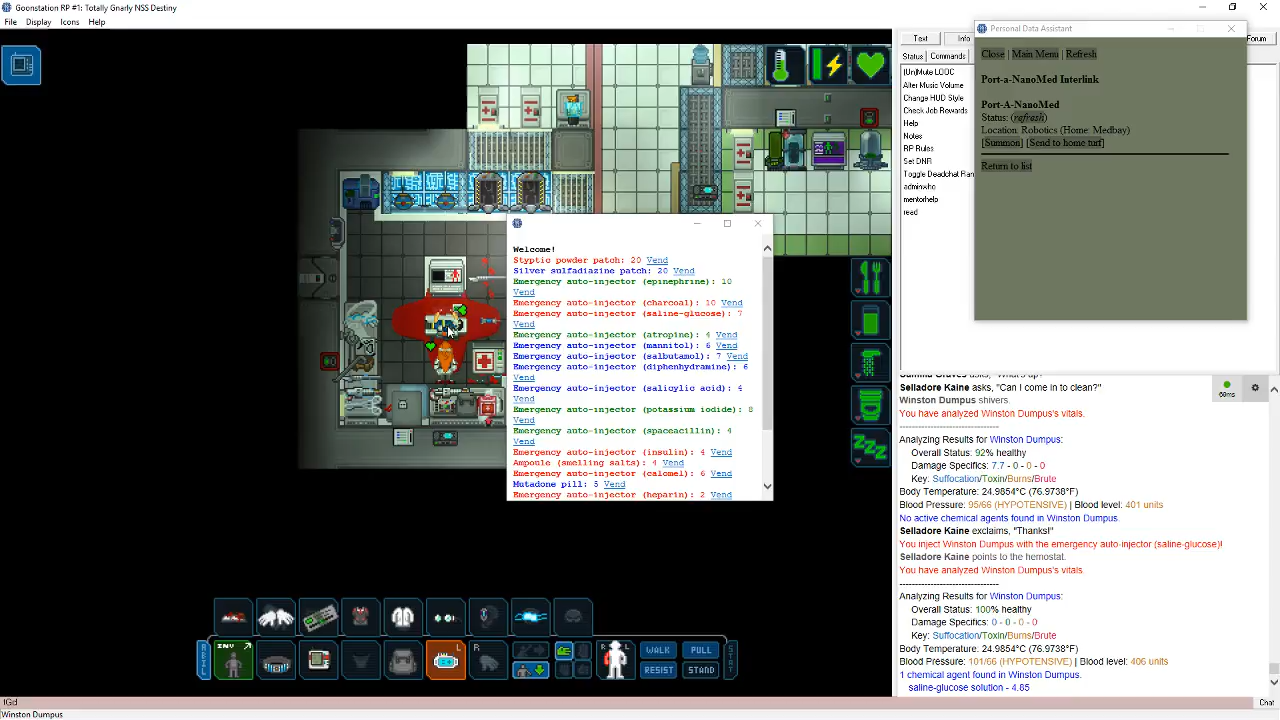 Goonstation RP #1: Totally Gnarly NSS Destiny
File Display Icons Help
Personal Data Assistant
Close | Main Menu | Refresh
Port-a-NanoMed Interlink
Port-A-NanoMed
Status: (refresh)
Location: Robotics (Home: Medbay)
[Summon] [Send to home turf]
Return to list
Text
Info
Forum
Status Commands
(Un)Mute LOOC
Alter Music Volume
Change HUD Style
Check Job Rewards
Help
Notes
RP Rules
Set DNR
Toggle Deadchat Ran
adminwho
mentorhelp
read
Welcome!
Styptic powder patch: 20 Vend
Silver sulfadiazine patch: 20 Vend
Emergency auto-injector (epinephrine): 10
Vend
Emergency auto-injector (charcoal): 10 Vend
Emergency auto-injector (saline-glucose): 7
Vend
Emergency auto-injector (atropine): 4 Vend
Emergency auto-injector (mannitol): 6 Vend
Emergency auto-injector (salbutamol): 7 Vend
Emergency auto-injector (diphenhydramine): 6
Vend
Emergency auto-injector (salicylic acid): 4
Vend
Emergency auto-injector (potassium iodide): 8
Vend
Emergency auto-injector (spaceacillin): 4
Vend
Emergency auto-injector (insulin): 4 Vend
Ampoule (smelling salts): 4 Vend
Emergency auto-injector (calomel): 6 Vend
Mutadone pill: 5 Vend
Emergency auto-injector (heparin): 2 Vend
Selladore Kaine asks, "Can I come in to clean?"
Winston Dumpus shivers.
You have analyzed Winston Dumpus's vitals.
--------------------------------
Analyzing Results for Winston Dumpus:
Overall Status: 92% healthy
Damage Specifics: 7.7 - 0 - 0 - 0
Key: Suffocation/Toxin/Burns/Brute
Body Temperature: 24.9854°C (76.9738°F)
Blood Pressure: 95/66 (HYPOTENSIVE) | Blood level: 401 units
No active chemical agents found in Winston Dumpus.
Selladore Kaine exclaims, "Thanks!"
You inject Winston Dumpus with the emergency auto-injector (saline-glucose)!
Selladore Kaine points to the hemostat.
You have analyzed Winston Dumpus's vitals.
--------------------------------
Analyzing Results for Winston Dumpus:
Overall Status: 100% healthy
Damage Specifics: 0 - 0 - 0 - 0
Key: Suffocation/Toxin/Burns/Brute
Body Temperature: 24.9854°C (76.9738°F)
Blood Pressure: 101/66 (HYPOTENSIVE) | Blood level: 406 units
1 chemical agent found in Winston Dumpus.
saline-glucose solution - 4.85
60ms
ZZZ
INV
L
R
R L
WALK
PULL
RESIST
STAND
Chat
Winston Dumpus